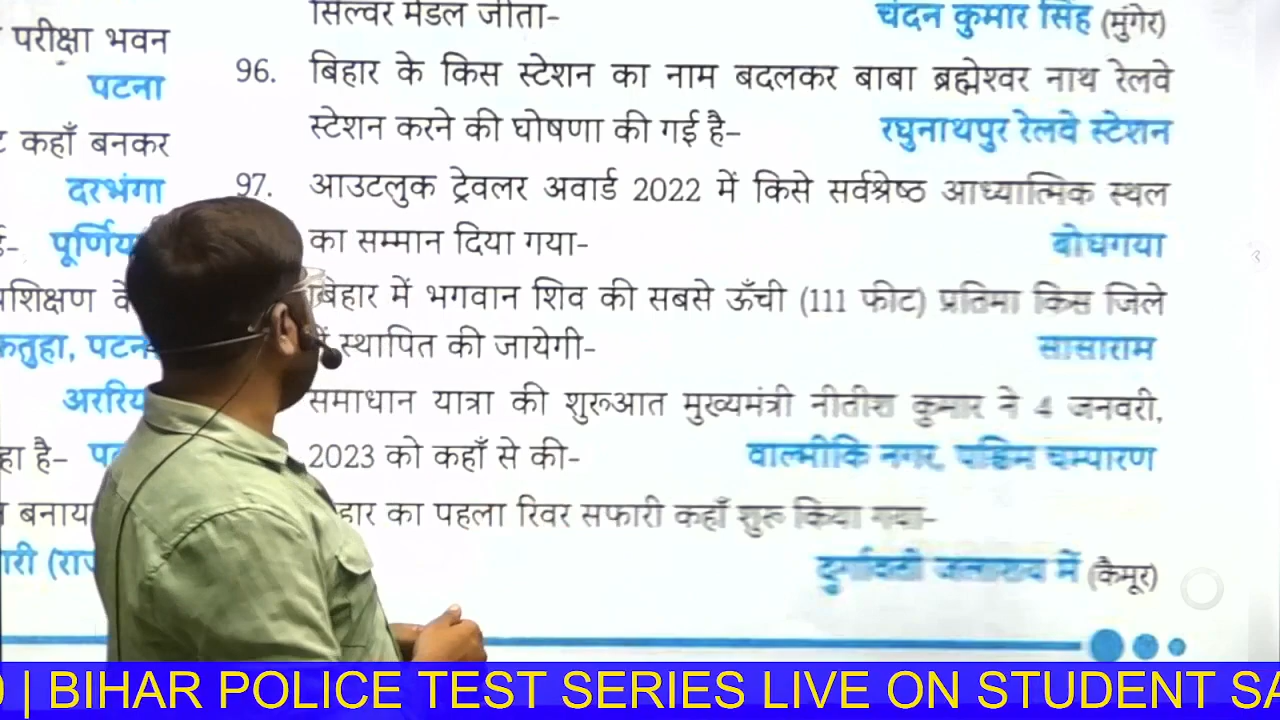 परीक्षा भवन
पटना
कहाँ बनकर
दरभंगा
पूर्णिय
शिक्षण वे
कतुहा, पटन
अररिय
हा है- प
बनाय
सिल्वर मेडल जीता- चंदन कुमार सिंह (मुंगेर)
96. बिहार के किस स्टेशन का नाम बदलकर बाबा ब्रह्मेश्वर नाथ रेलवे
स्टेशन करने की घोषणा की गई है- रघुनाथपुर रेलवे स्टेशन
97. आउटलुक ट्रेवलर अवार्ड 2022 में किसे सर्वश्रेष्ठ आध्यात्मिक स्थल
का सम्मान दिया गया- बोधगया
बिहार में भगवान शिव की सबसे ऊँची (111 फीट) प्रतिमा किस जिले
में स्थापित की जायेगी- सासाराम
समाधान यात्रा की शुरूआत मुख्यमंत्री नीतीश कुमार ने 4 जनवरी,
2023 को कहाँ से की- वाल्मीकि नगर, पश्चिम चम्पारण
हार का पहला रिवर सफारी कहाँ शुरू किया गया-
दुर्गावती जलाशय में (कैमूर)
| BIHAR POLICE TEST SERIES LIVE ON STUDENT SA